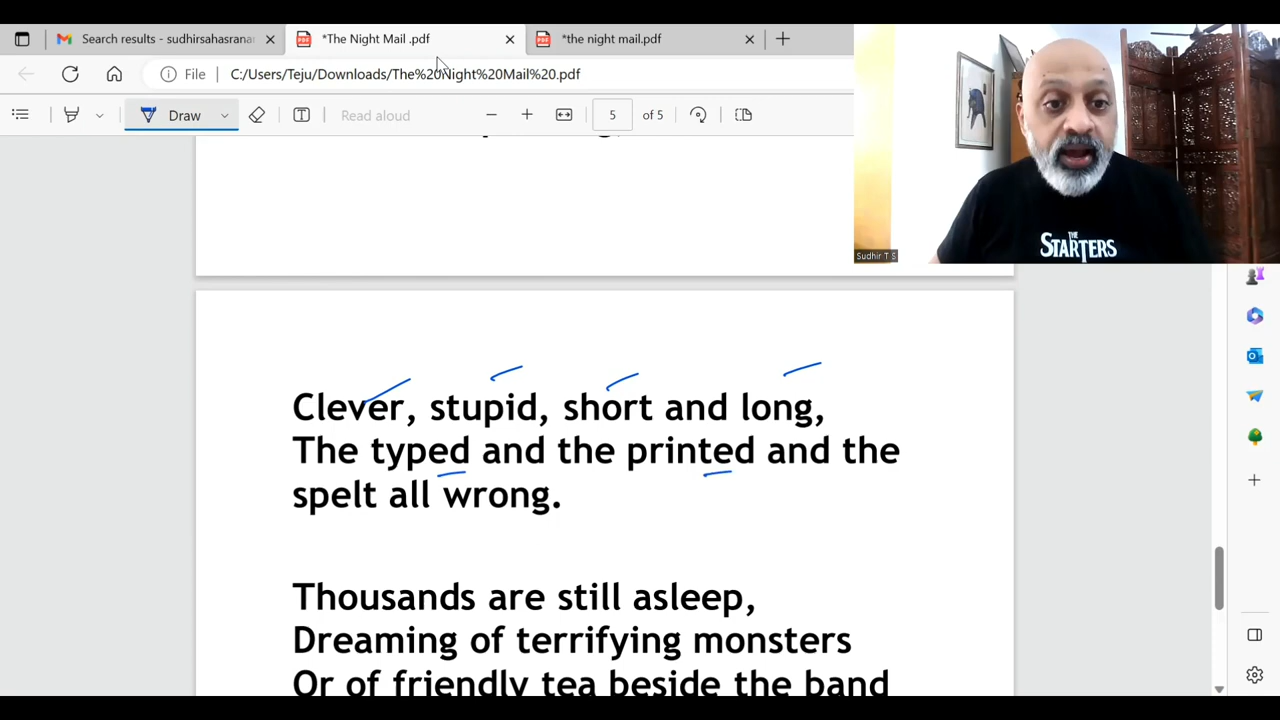 Search results - sudhirsahasrana
*The Night Mail .pdf
*the night mail.pdf
File
C:/Users/Teju/Downloads/The%20Night%20Mail%20.pdf
Draw
Read aloud
5
of 5
THE
STARTERS
Sudhir T S
Clever, stupid, short and long,
The typed and the printed and the
spelt all wrong.
Thousands are still asleep,
Dreaming of terrifying monsters
Or of friendly tea beside the band